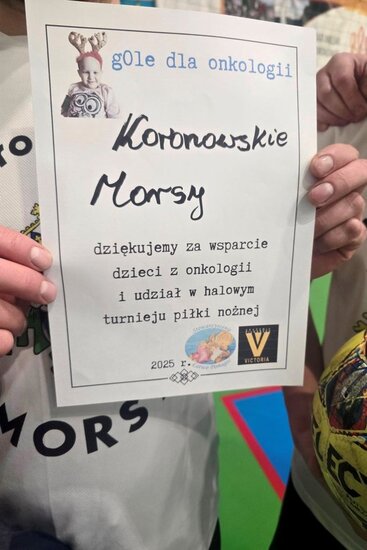 g0le dla onkologii
Koronowskie
Morsy
dziękujemy za wsparcie
dzieci z onkologii
i udział w halowym
turnieju piłki nożnej
2025 r.
V
VICTORIA
MORS